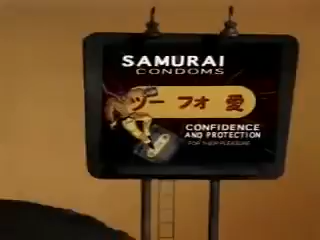 SAMURAI
CONDOMS
ツー フォ 愛
CONFIDENCE
AND PROTECTION
FOR THEIR PLEASURE